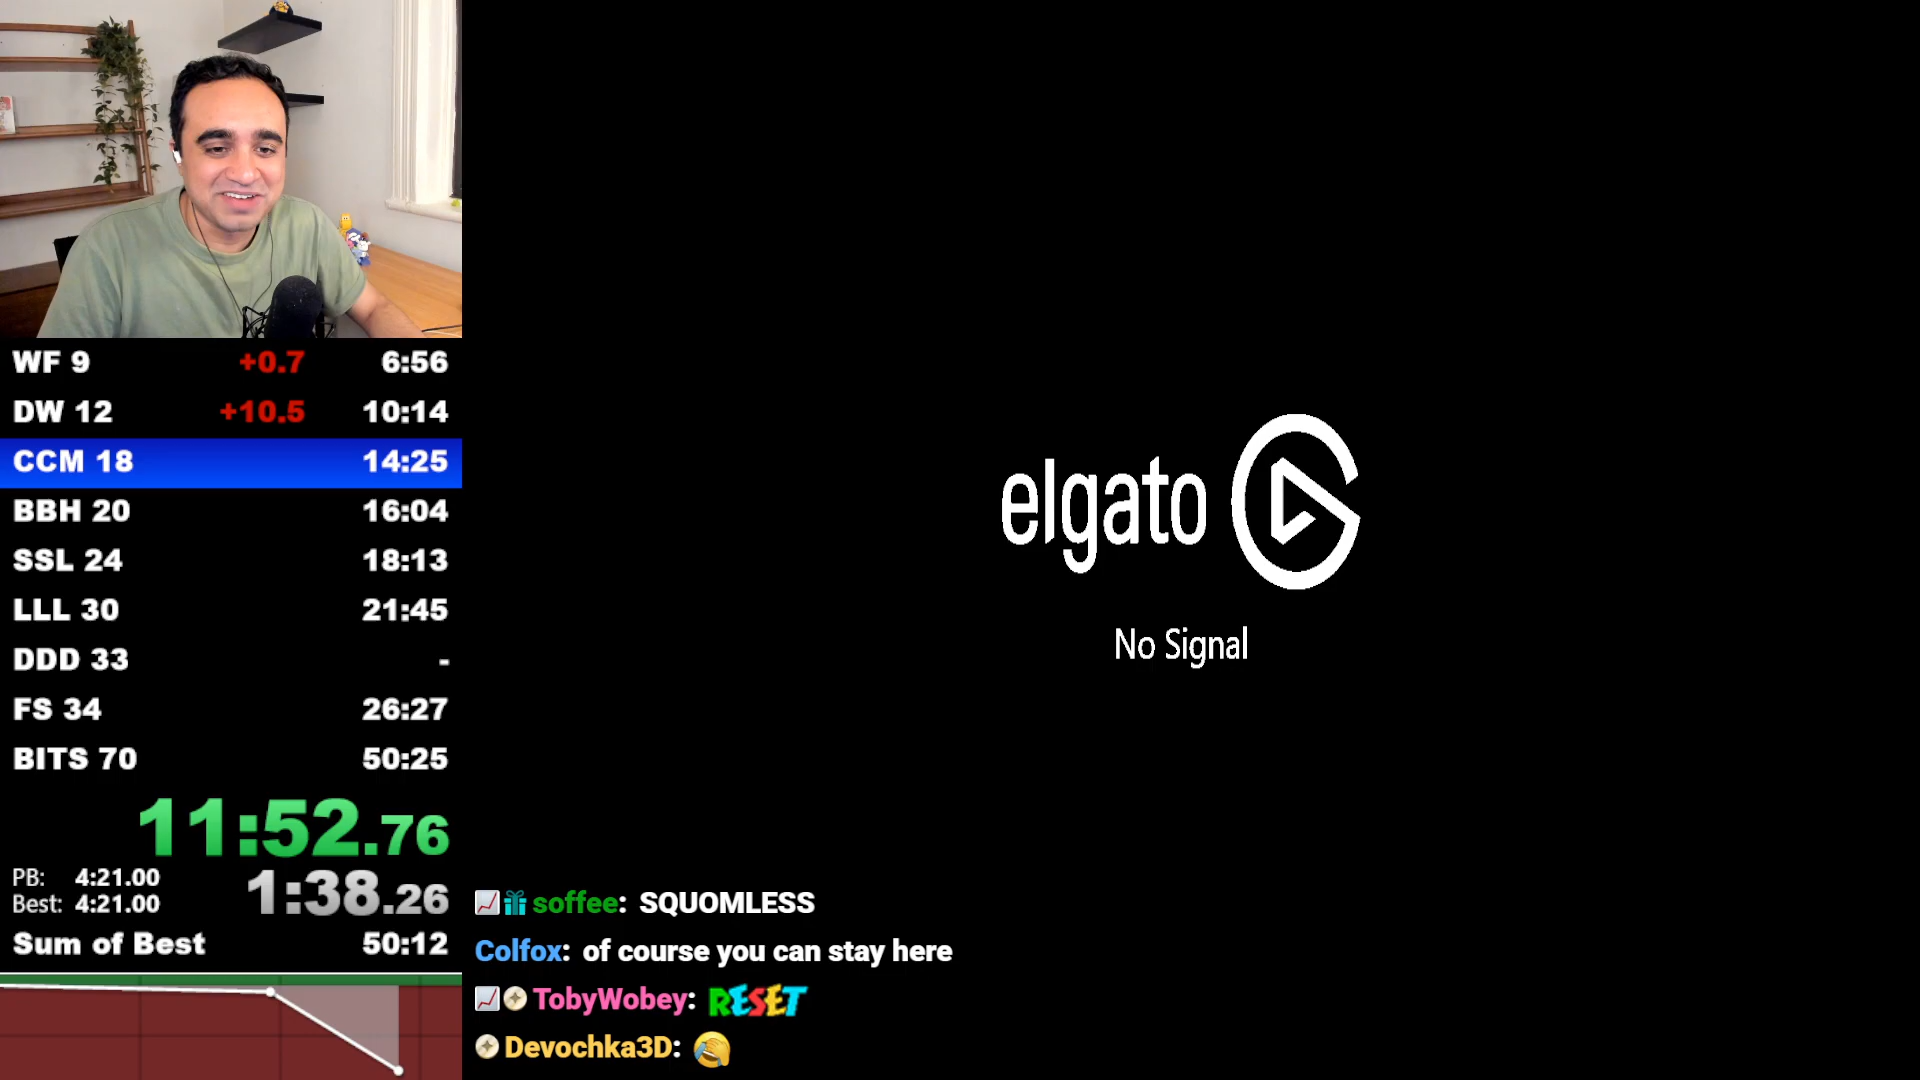 WF 9 +0.7 6:56
DW 12 +10.5 10:14
CCM 18 14:25
BBH 20 16:04
SSL 24 18:13
LLL 30 21:45
DDD 33 -
FS 34 26:27
BITS 70 50:25
11:52.76
PB: 4:21.00
1:38.26
Best: 4:21.00
Sum of Best 50:12
elgato
No Signal
soffee: SQUOMLESS
Colfox: of course you can stay here
TobyWobey: RESET
Devochka3D: